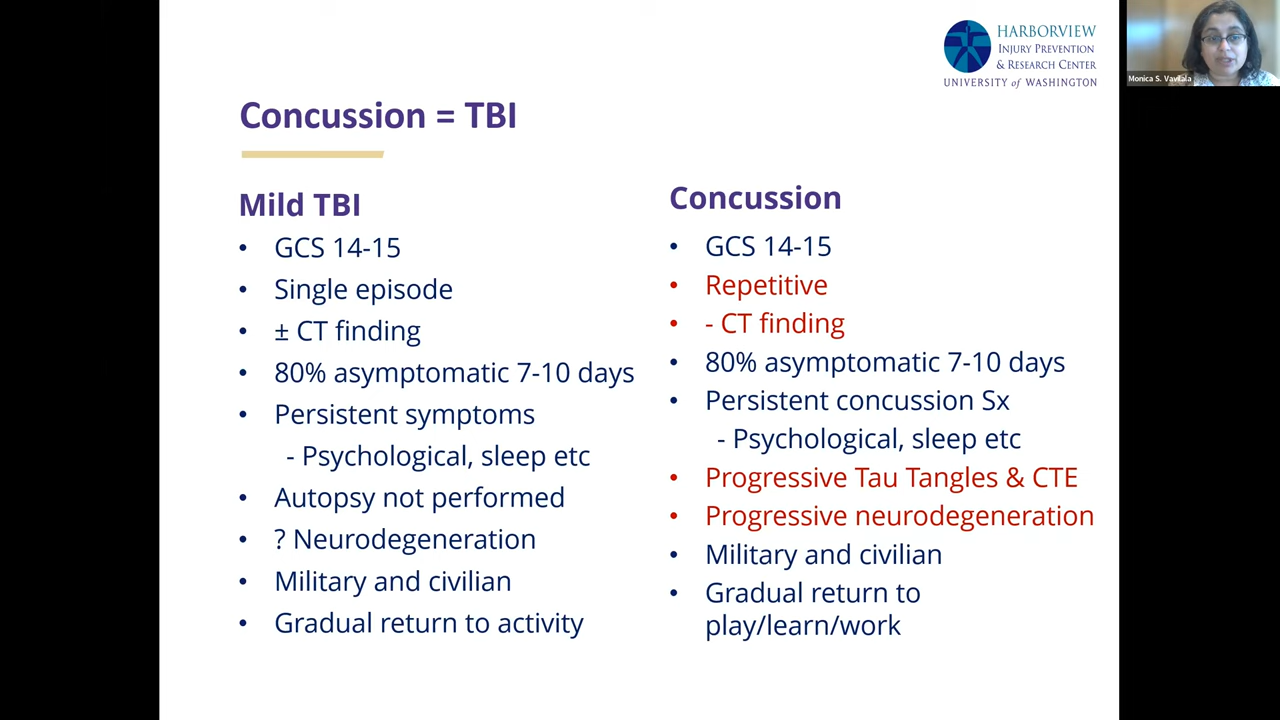 HARBORVIEW
INJURY PREVENTION
& RESEARCH CENTER
UNIVERSITY of WASHINGTON
Monica S. Vavilala
Concussion = TBI
Mild TBI
• GCS 14-15
• Single episode
• ± CT finding
• 80% asymptomatic 7-10 days
• Persistent symptoms
- Psychological, sleep etc
• Autopsy not performed
• ? Neurodegeneration
• Military and civilian
• Gradual return to activity
Concussion
• GCS 14-15
• Repetitive
• - CT finding
• 80% asymptomatic 7-10 days
• Persistent concussion Sx
- Psychological, sleep etc
• Progressive Tau Tangles & CTE
• Progressive neurodegeneration
• Military and civilian
• Gradual return to
play/learn/work